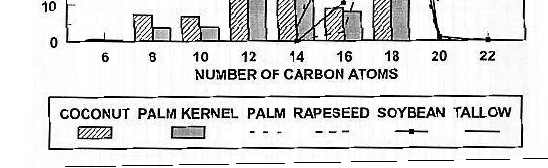 10
0
6 8 10 12 14 16 18 20 22
NUMBER OF CARBON ATOMS
COCONUT PALM KERNEL PALM RAPESEED SOYBEAN TALLOW